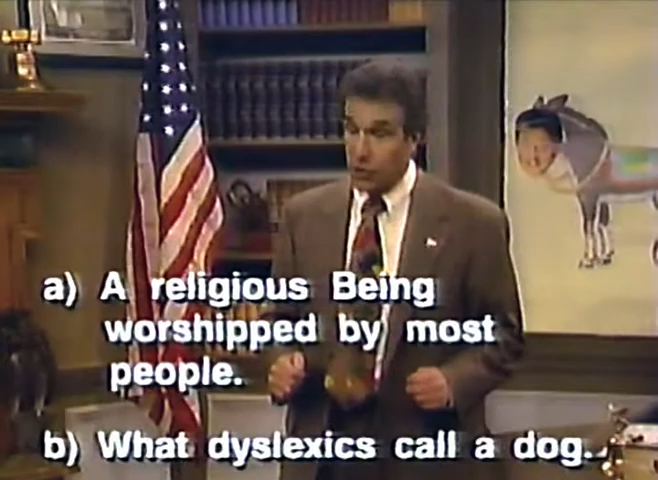 a) A religious Being
worshipped by most
people.
b) What dyslexics call a dog.